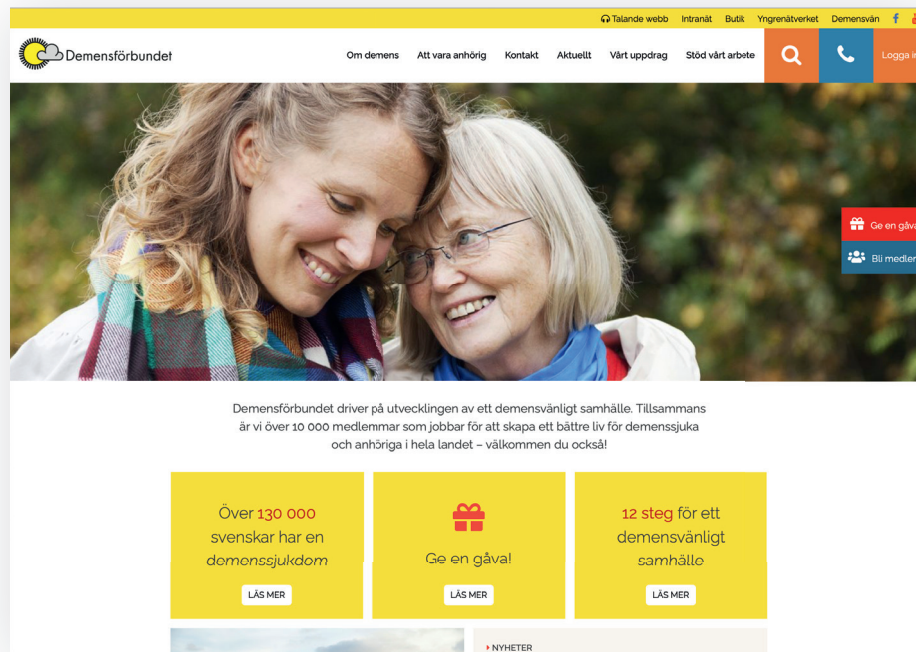 Talande webb Intranät Butik Yngrenätverket Demensvän
Demensförbundet
Om demens Att vara anhörig Kontakt Aktuellt Vårt uppdrag Stöd vårt arbete Logga in
Ge en gåva
Bli medlem
Demensförbundet driver på utvecklingen av ett demensvänligt samhälle. Tillsammans
är vi över 10 000 medlemmar som jobbar för att skapa ett bättre liv för demenssjuka
och anhöriga i hela landet – välkommen du också!
Över 130 000
svenskar har en
demenssjukdom
LÄS MER
Ge en gåva!
LÄS MER
12 steg för ett
demensvänligt
samhälle
LÄS MER
NYHETER